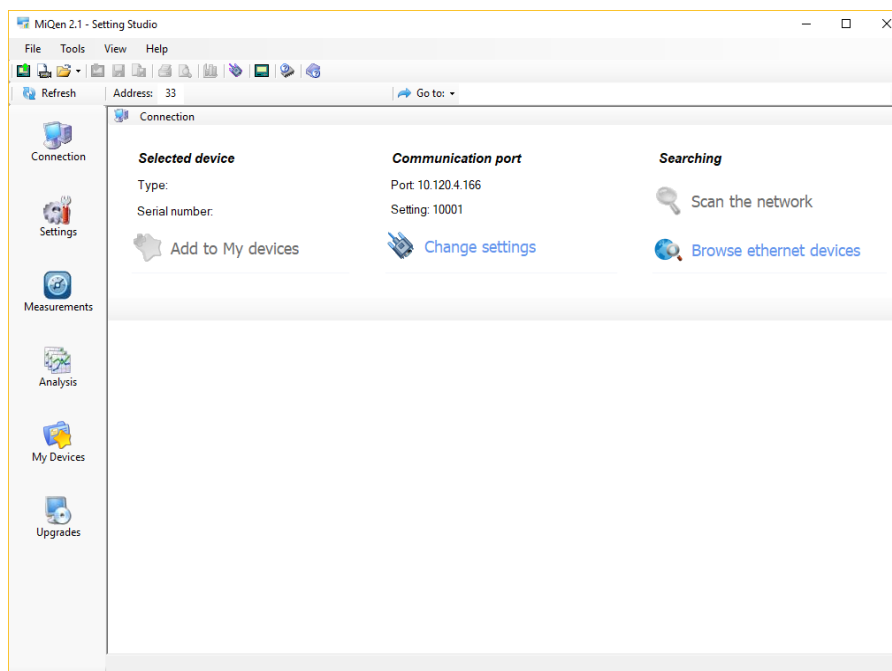 MiQen 2.1 - Setting Studio
File Tools View Help
Refresh Address: 33 Go to:
Connection
Connection
Settings
Measurements
Analysis
My Devices
Upgrades
Selected device
Type:
Serial number:
Add to My devices
Communication port
Port: 10.120.4.166
Setting: 10001
Change settings
Searching
Scan the network
Browse ethernet devices